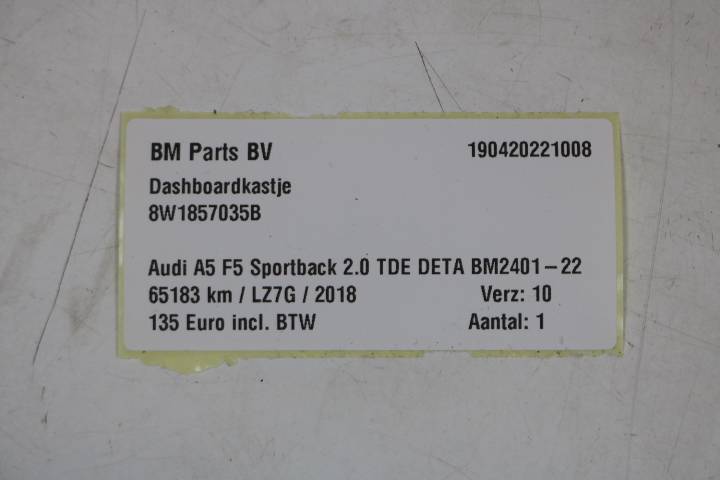 BM Parts BV 190420221008
Dashboardkastje
8W1857035B
Audi A5 F5 Sportback 2.0 TDE DETA BM2401-22
65183 km / LZ7G / 2018 Verz: 10
135 Euro incl. BTW Aantal: 1